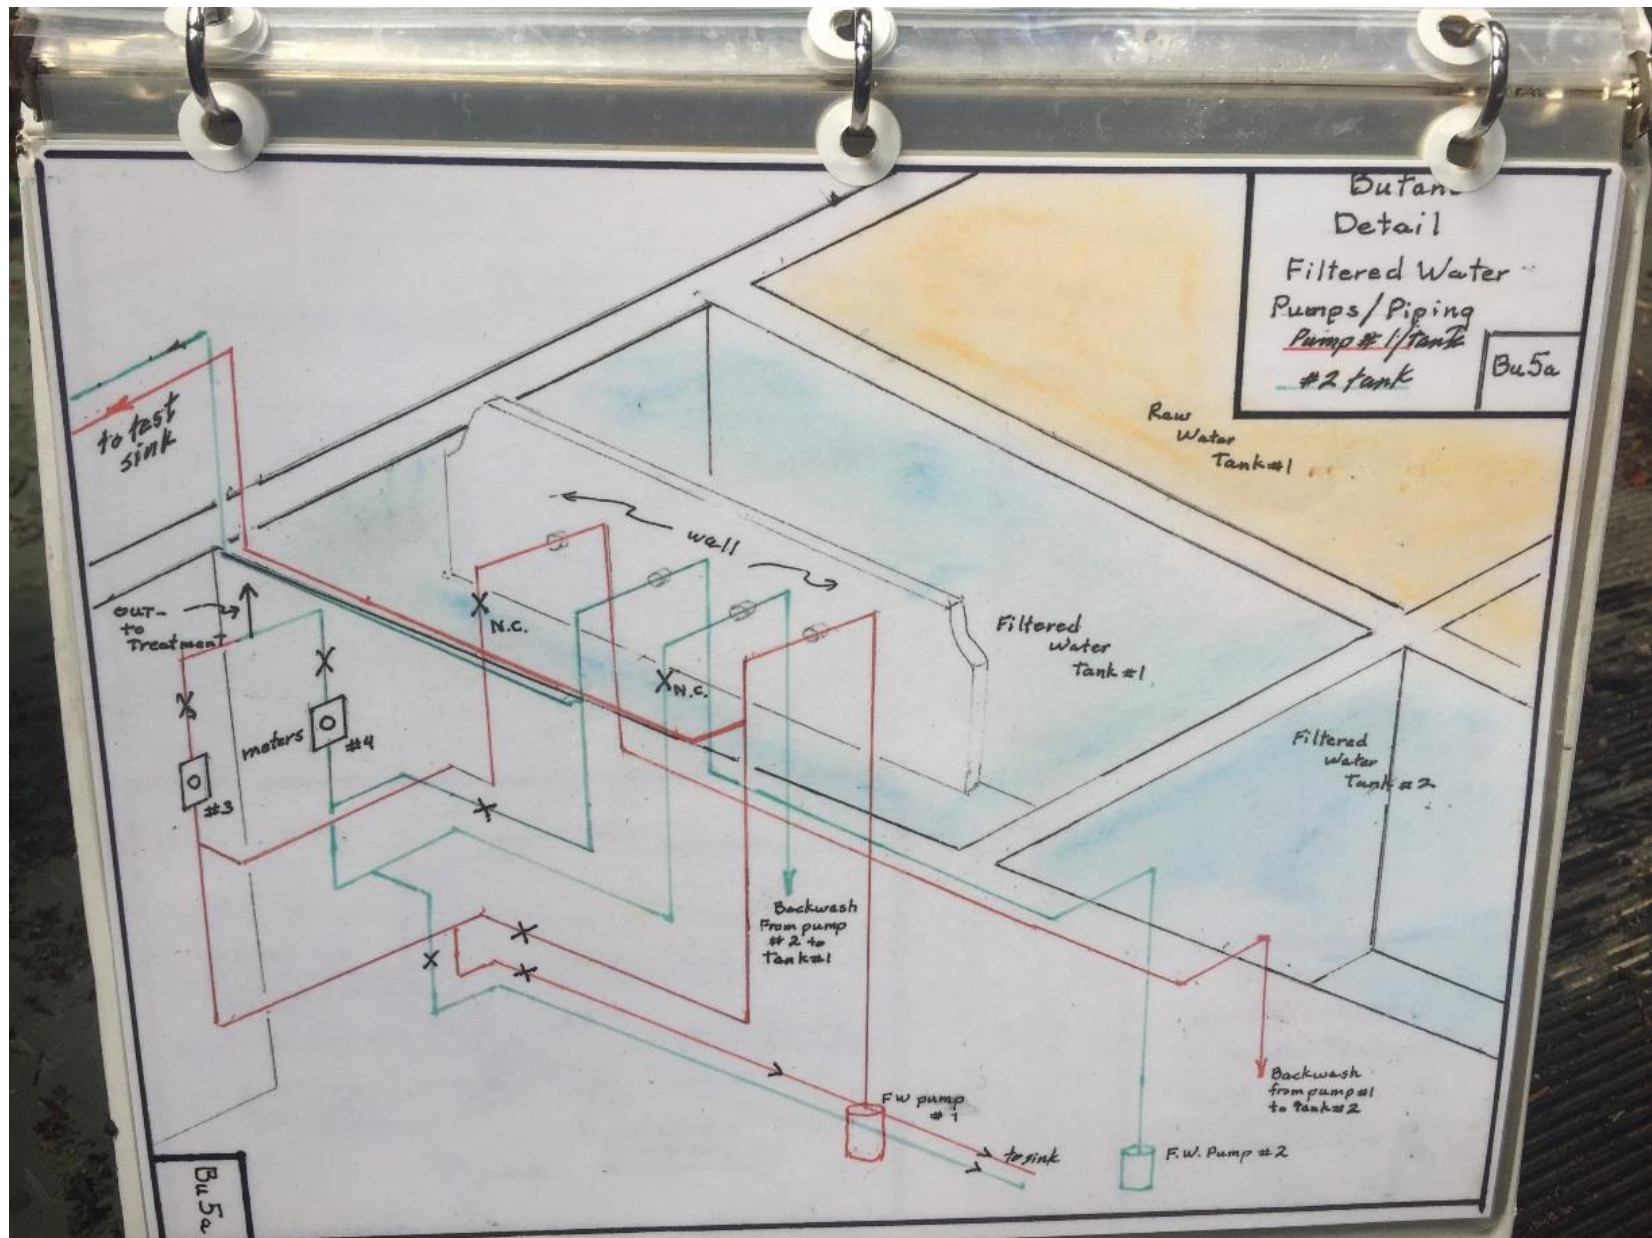 Butan
Detail
Filtered Water
Pumps/Piping
Pump #1/tank
#2 tank
Bu5a
Raw
Water
Tank #1
to test
sink
wall
OUT-
to
Treatment
N.C.
N.C.
Filtered
Water
Tank #1
meters
#4
#3
Filtered
Water
Tank #2
Backwash
From pump
#2 to
Tank #1
FW pump
#1
Backwash
from pump #1
to Tank #2
to sink
F.W. Pump #2
Bu5a